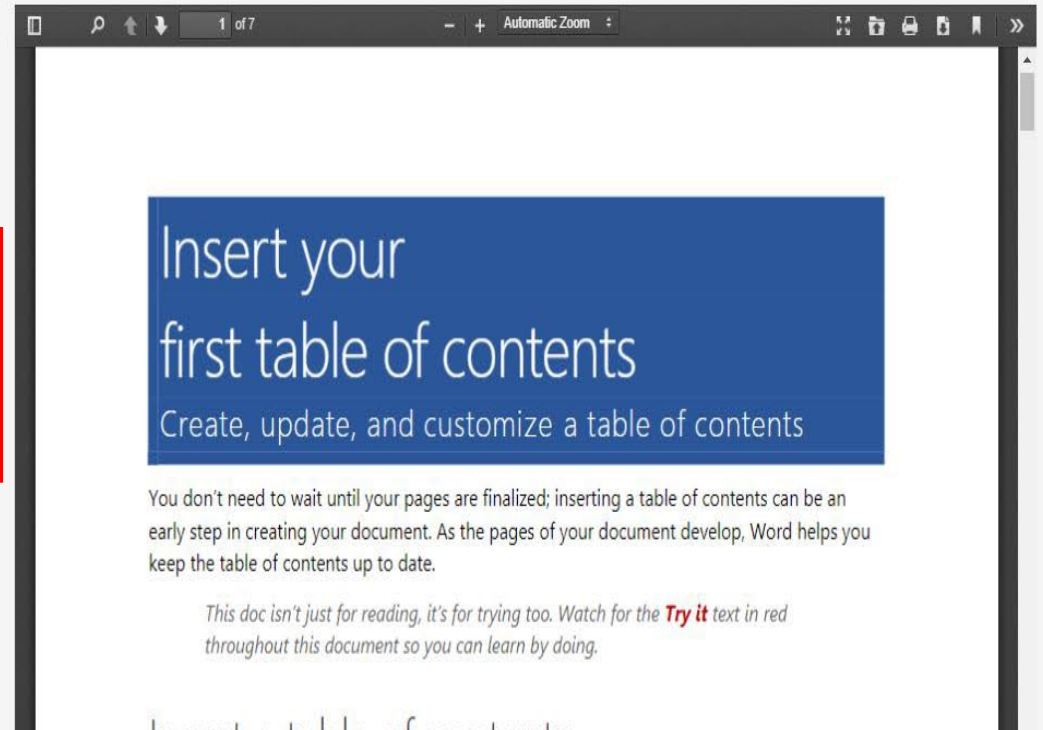 1 of 7
Automatic Zoom
Insert your
first table of contents
Create, update, and customize a table of contents
You don't need to wait until your pages are finalized; inserting a table of contents can be an
early step in creating your document. As the pages of your document develop, Word helps you
keep the table of contents up to date.
This doc isn't just for reading, it's for trying too. Watch for the Try it text in red
throughout this document so you can learn by doing.
Insert a table of contents